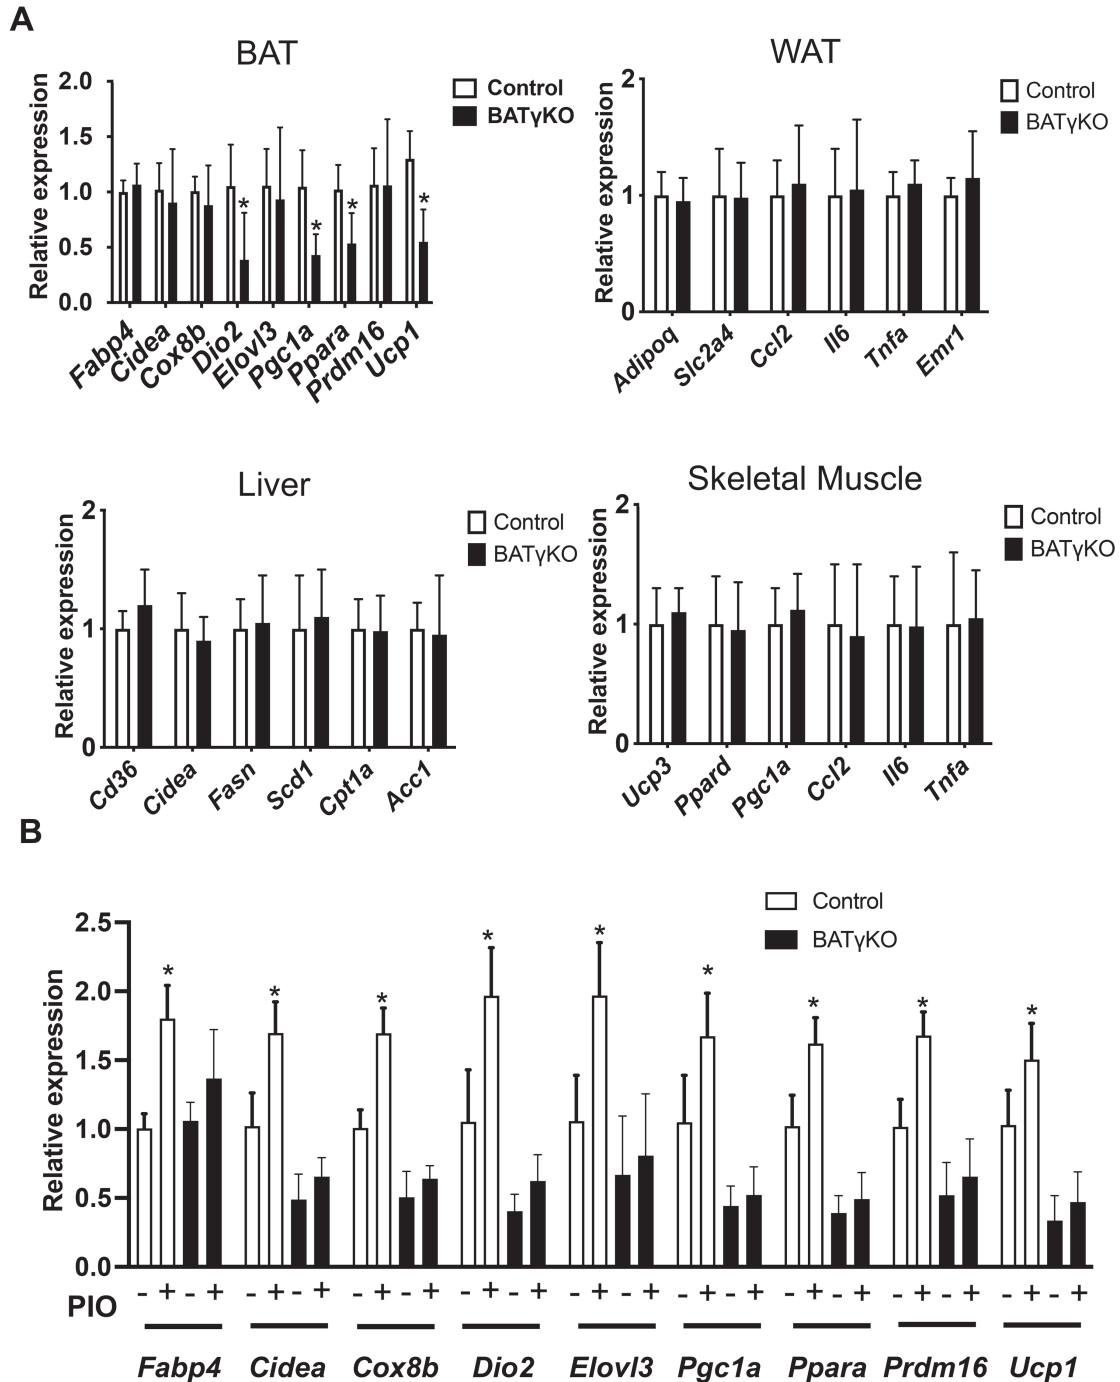 A
BAT
Relative expression
2.0
1.5
1.0
0.5
0.0
Control
BATγKO
* * * *
Fabp4 Cidea Cox8b Dio2 Elovl3 Pgc1a Ppara Prdm16 Ucp1
WAT
Relative expression
2
1
0
Control
BATγKO
Adipoq Slc2a4 Ccl2 Il6 Tnfa Emr1
Liver
Relative expression
2
1
0
Control
BATγKO
Cd36 Cidea Fasn Scd1 Cpt1a Acc1
Skeletal Muscle
Relative expression
2
1
0
Control
BATγKO
Ucp3 Ppard Pgc1a Ccl2 Il6 Tnfa
B
Control
BATγKO
Relative expression
2.5
2.0
1.5
1.0
0.5
0.0
* * * * * * * * *
PIO - + - + - + - + - + - + - + - + - + - + - + - + - + - + - + - + - + - +
Fabp4 Cidea Cox8b Dio2 Elovl3 Pgc1a Ppara Prdm16 Ucp1